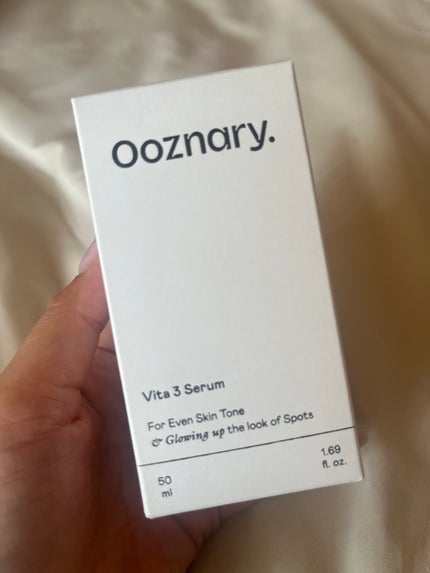 Ooznary.
Vita 3 Serum
For Even Skin Tone
& Glowing up the look of Spots
50
ml
1.69
fl. oz.